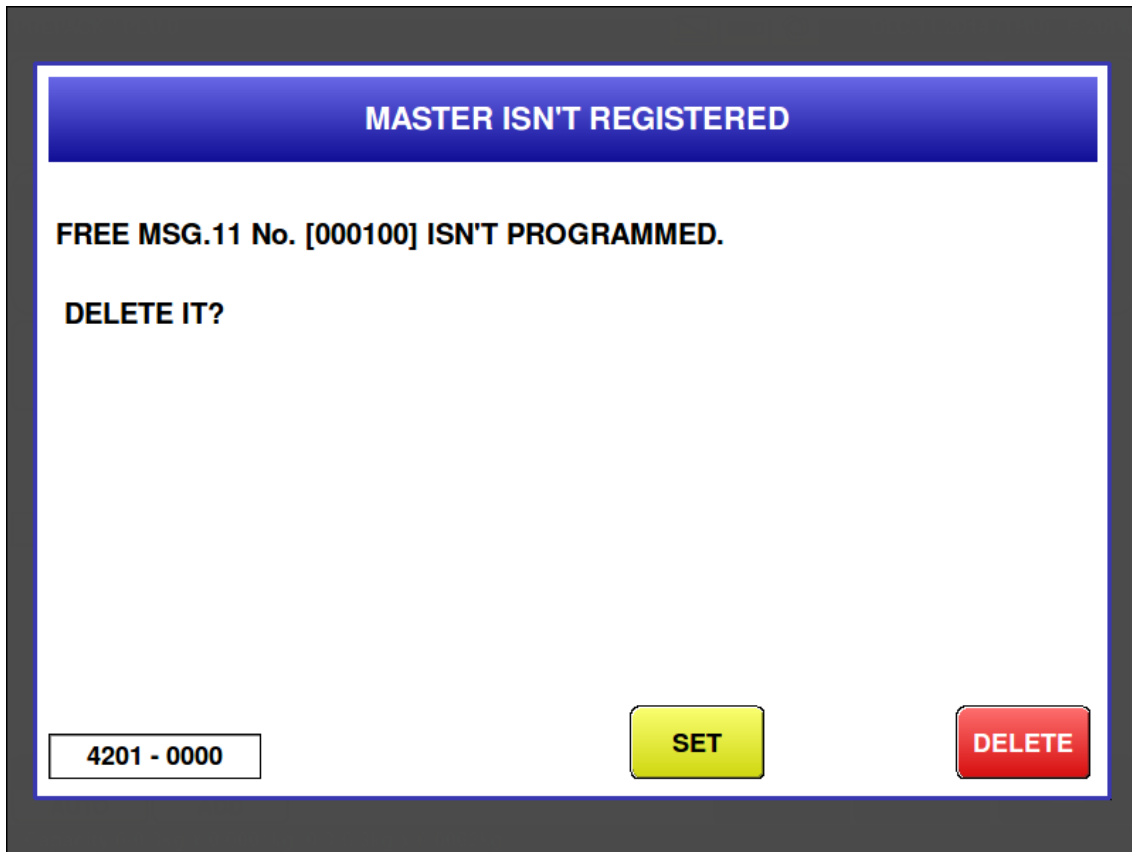 MASTER ISN'T REGISTERED
FREE MSG.11 No. [000100] ISN'T PROGRAMMED.
DELETE IT?
4201 - 0000
SET
DELETE